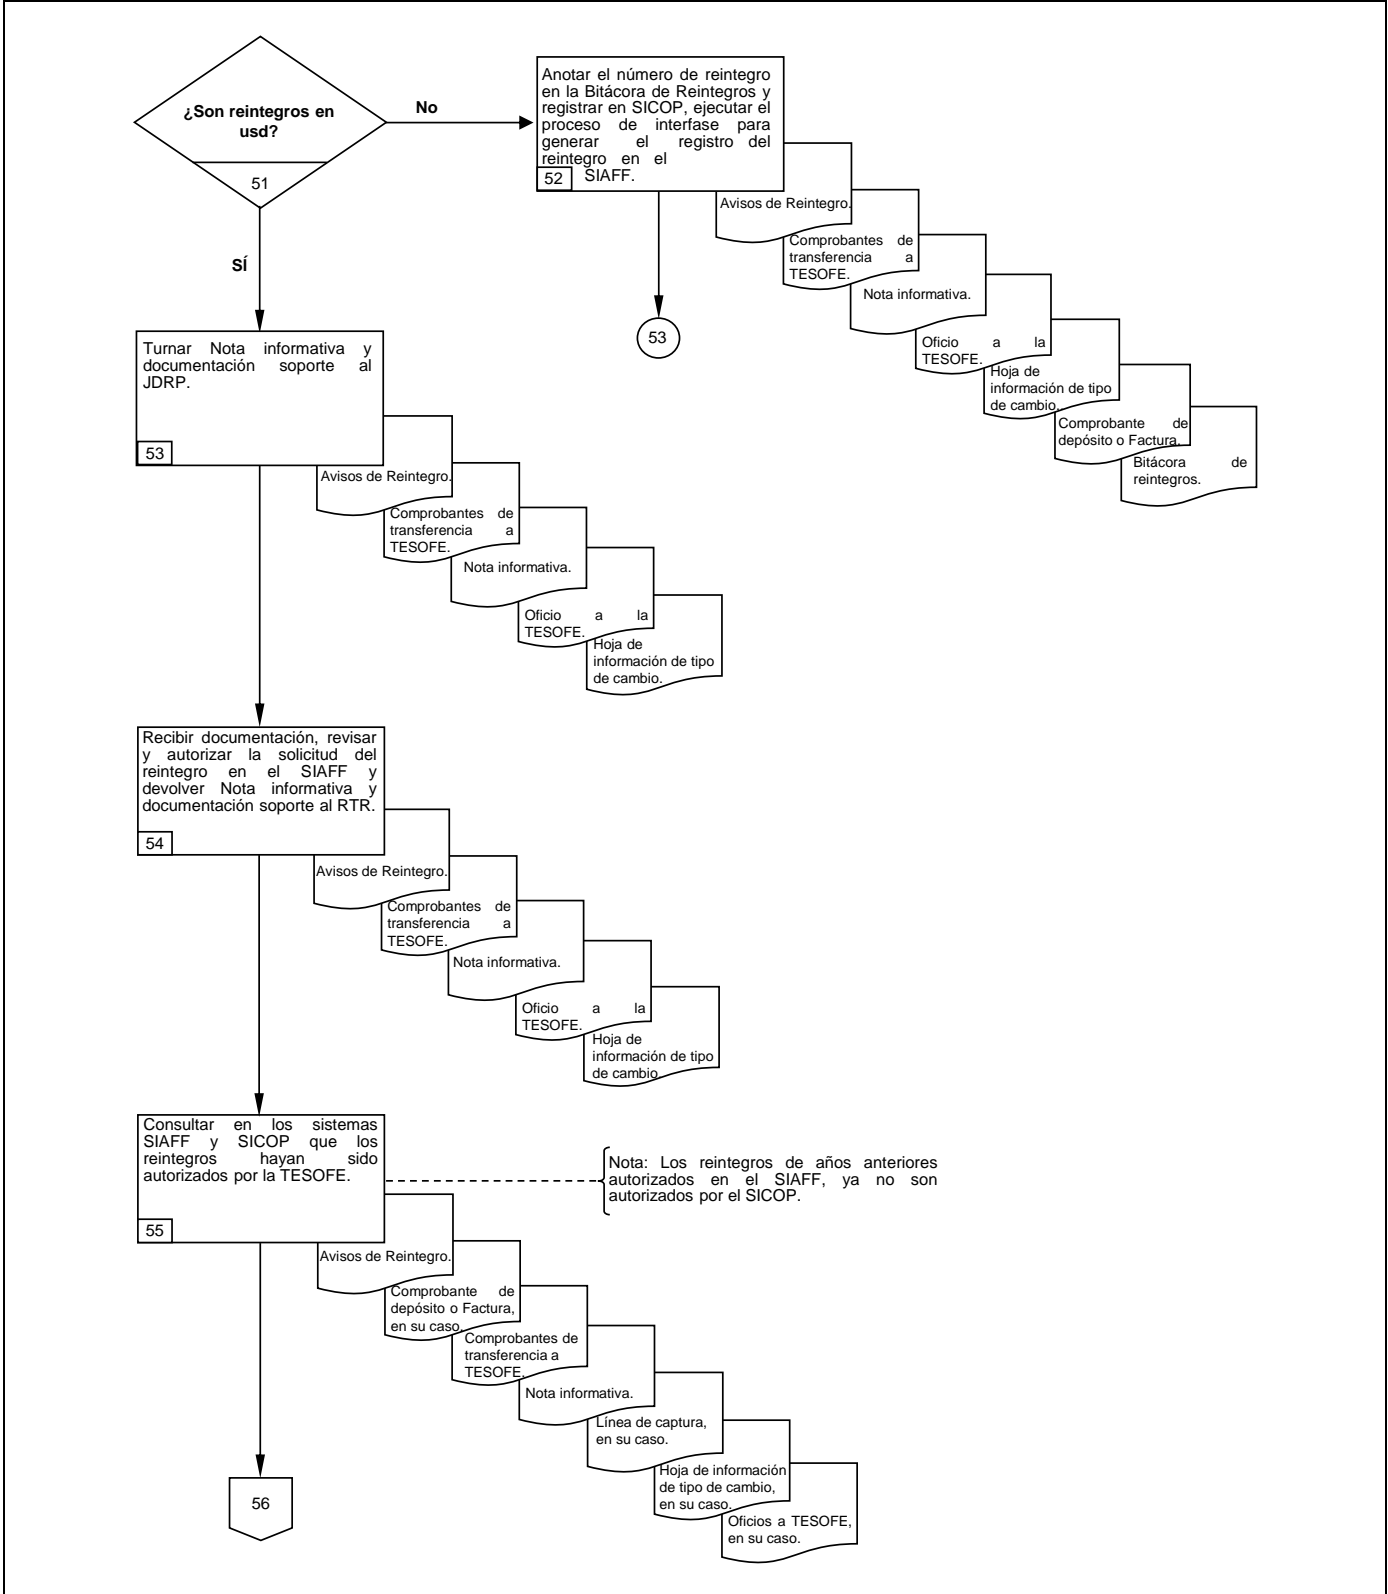 ¿Son reintegros en
usd?
51
No
SÍ
Anotar el número de reintegro
en la Bitácora de Reintegros y
registrar en SICOP, ejecutar el
proceso de interfase para
generar el registro del
reintegro en el
SIAFF.
52
Avisos de Reintegro.
Comprobantes de
transferencia a
TESOFE.
Nota informativa.
Oficio a la
TESOFE.
Hoja de
información de tipo
de cambio.
Comprobante de
depósito o Factura.
Bitácora de
reintegros.
53
Turnar Nota informativa y
documentación soporte al
JDRP.
53
Avisos de Reintegro.
Comprobantes de
transferencia a
TESOFE.
Nota informativa.
Oficio a la
TESOFE.
Hoja de
información de tipo
de cambio.
Recibir documentación, revisar
y autorizar la solicitud del
reintegro en el SIAFF y
devolver Nota informativa y
documentación soporte al RTR.
54
Avisos de Reintegro.
Comprobantes de
transferencia a
TESOFE.
Nota informativa.
Oficio a la
TESOFE.
Hoja de
información de tipo
de cambio.
Consultar en los sistemas
SIAFF y SICOP que los
reintegros hayan sido
autorizados por la TESOFE.
55
Nota: Los reintegros de años anteriores
autorizados en el SIAFF, ya no son
autorizados por el SICOP.
Avisos de Reintegro.
Comprobante de
depósito o Factura,
en su caso.
Comprobantes de
transferencia a
TESOFE.
Nota informativa.
Línea de captura,
en su caso.
Hoja de información
de tipo de cambio,
en su caso.
Oficios a TESOFE,
en su caso.
56